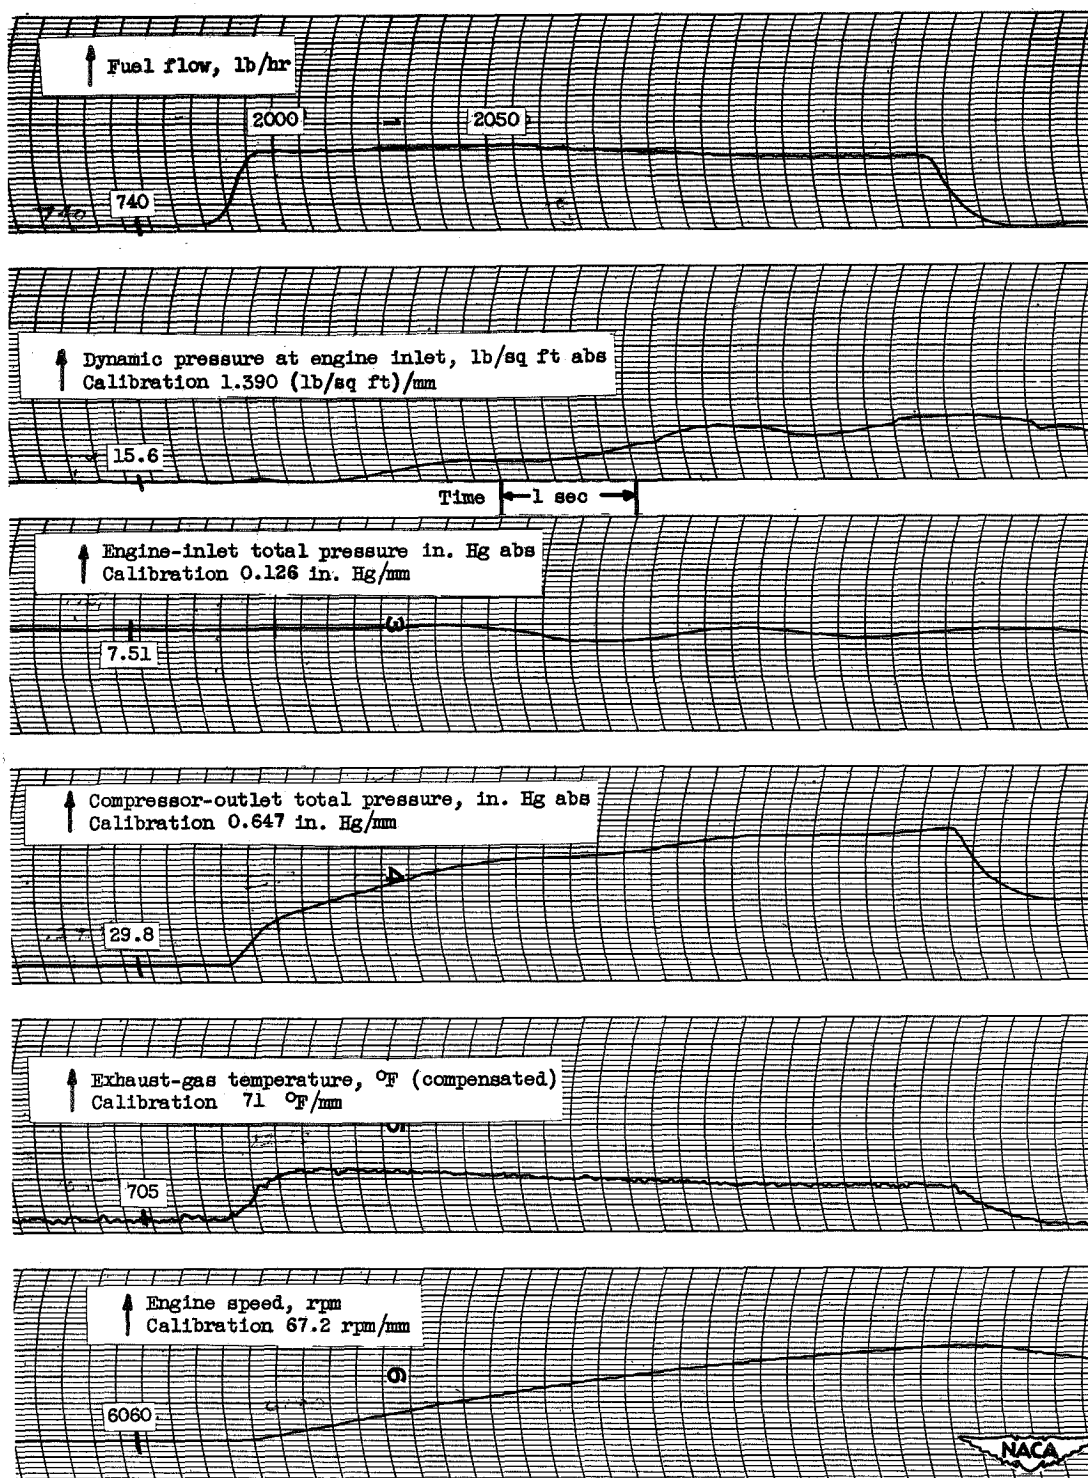 Fuel flow, lb/hr
2000
2050
740
740
Dynamic pressure at engine inlet, lb/sq ft abs
Calibration 1.390 (lb/sq ft)/mm
15.6
Time 1 sec
Engine-inlet total pressure in. Hg abs
Calibration 0.126 in. Hg/mm
3
7.51
Compressor-outlet total pressure, in. Hg abs
Calibration 0.647 in. Hg/mm
4
29.8
Exhaust-gas temperature, °F (compensated)
Calibration 71 °F/mm
705
Engine speed, rpm
Calibration 67.2 rpm/mm
6
6060
NACA